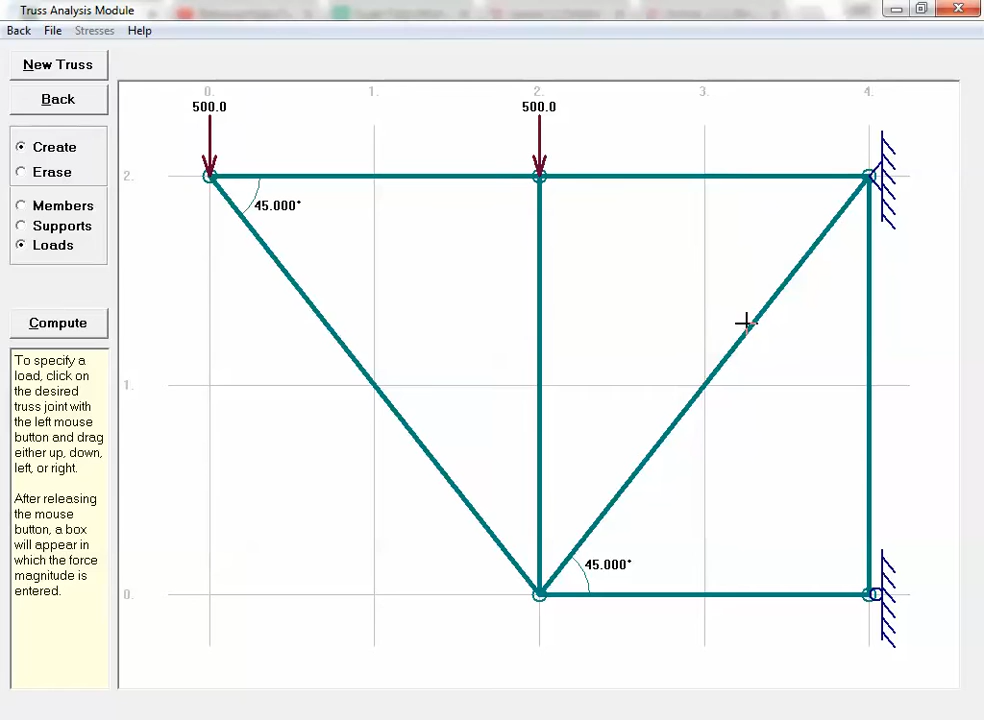 Truss Analysis Module
Back File Stresses Help
New Truss
Back
Create
Erase
Members
Supports
Loads
Compute
To specify a
load, click on
the desired
truss joint with
the left mouse
button and drag
either up, down,
left, or right.
After releasing
the mouse
button, a box
will appear in
which the force
magnitude is
entered.
0. 1. 2. 3. 4.
500.0 500.0
2.
45.000°
1.
45.000°
0.